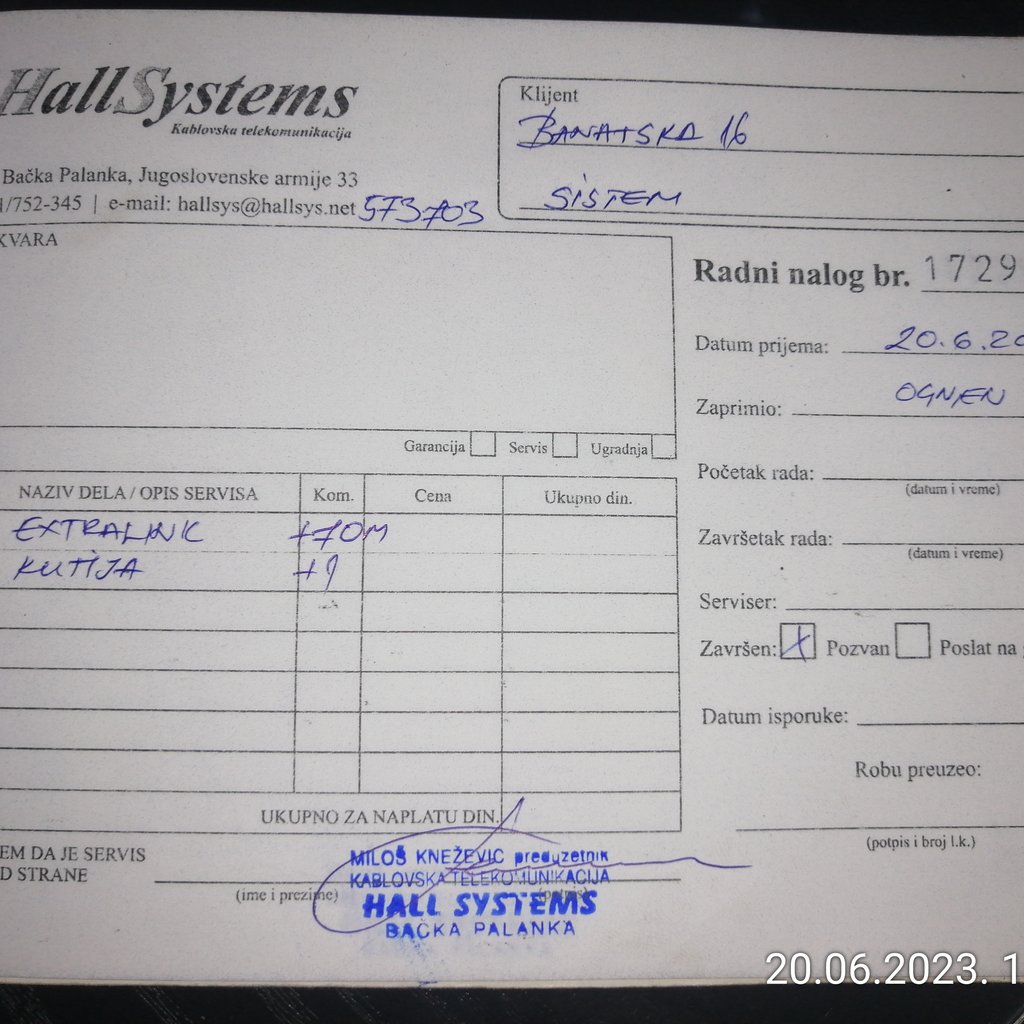 HallSystems
Kablovska telekomunikacija
Bačka Palanka, Jugoslovenske armije 33
1/752-345 | e-mail: hallsys@hallsys.net 573703
Klijent
BANATSKA 16
SISTEM
KVARA
Garancija Servis Ugradnja
NAZIV DELA / OPIS SERVISA Kom. Cena Ukupno din.
EXTRALINK +70M
KUTIJA +1
UKUPNO ZA NAPLATU DIN.
Radni nalog br. 1729
Datum prijema: 20.6.20
Zaprimio: OGNJEN
Početak rada:
(datum i vreme)
Završetak rada:
(datum i vreme)
Serviser:
Završen: X Pozvan Poslat na
Datum isporuke:
Robu preuzeo:
(potpis i broj l.k.)
EM DA JE SERVIS
D STRANE
(ime i prezime)
(potpis)
MILOŠ KNEŽEVIC preduzetnik
KABLOVSKA TELEKOMUNIKACIJA
HALL SYSTEMS
BAČKA PALANKA
20.06.2023. 1